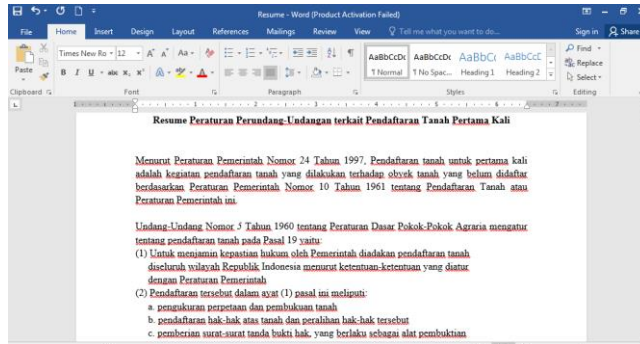 Resume - Word (Product Activation Failed)
File Home Insert Design Layout References Mailings Review View Tell me what you want to do... Sign in Share
Times New Ro 12 A A Aa
Paste B I U abc X₂ X² A A
AaBbCcDc AaBbCcDc AaBbCc AaBbCcC
¶ Normal ¶ No Spac... Heading 1 Heading 2
Find
Replace
Select
Clipboard Font Paragraph Styles Editing
Resume Peraturan Perundang-Undangan terkait Pendaftaran Tanah Pertama Kali
Menurut Peraturan Pemerintah Nomor 24 Tahun 1997, Pendaftaran tanah untuk pertama kali
adalah kegiatan pendaftaran tanah yang dilakukan terhadap obyek tanah yang belum didaftar
berdasarkan Peraturan Pemerintah Nomor 10 Tahun 1961 tentang Pendaftaran Tanah atau
Peraturan Pemerintah ini.
Undang-Undang Nomor 5 Tahun 1960 tentang Peraturan Dasar Pokok-Pokok Agraria mengatur
tentang pendaftaran tanah pada Pasal 19 yaitu:
(1) Untuk menjamin kepastian hukum oleh Pemerintah diadakan pendaftaran tanah
diseluruh wilayah Republik Indonesia menurut ketentuan-ketentuan yang diatur
dengan Peraturan Pemerintah
(2) Pendaftaran tersebut dalam ayat (1) pasal ini meliputi:
a. pengukuran perpetaan dan pembukuan tanah
b. pendaftaran hak-hak atas tanah dan peralihan hak-hak tersebut
c. pemberian surat-surat tanda bukti hak, yang berlaku sebagai alat pembuktian